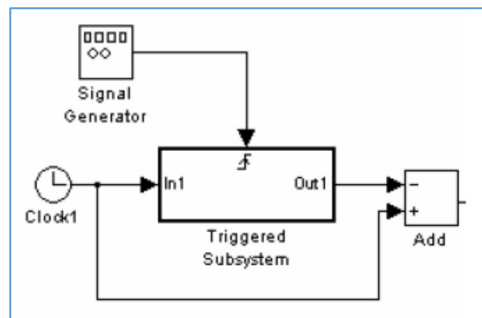 Signal
Generator
In1
Out1
−
+
Clock1
Add
Triggered
Subsystem